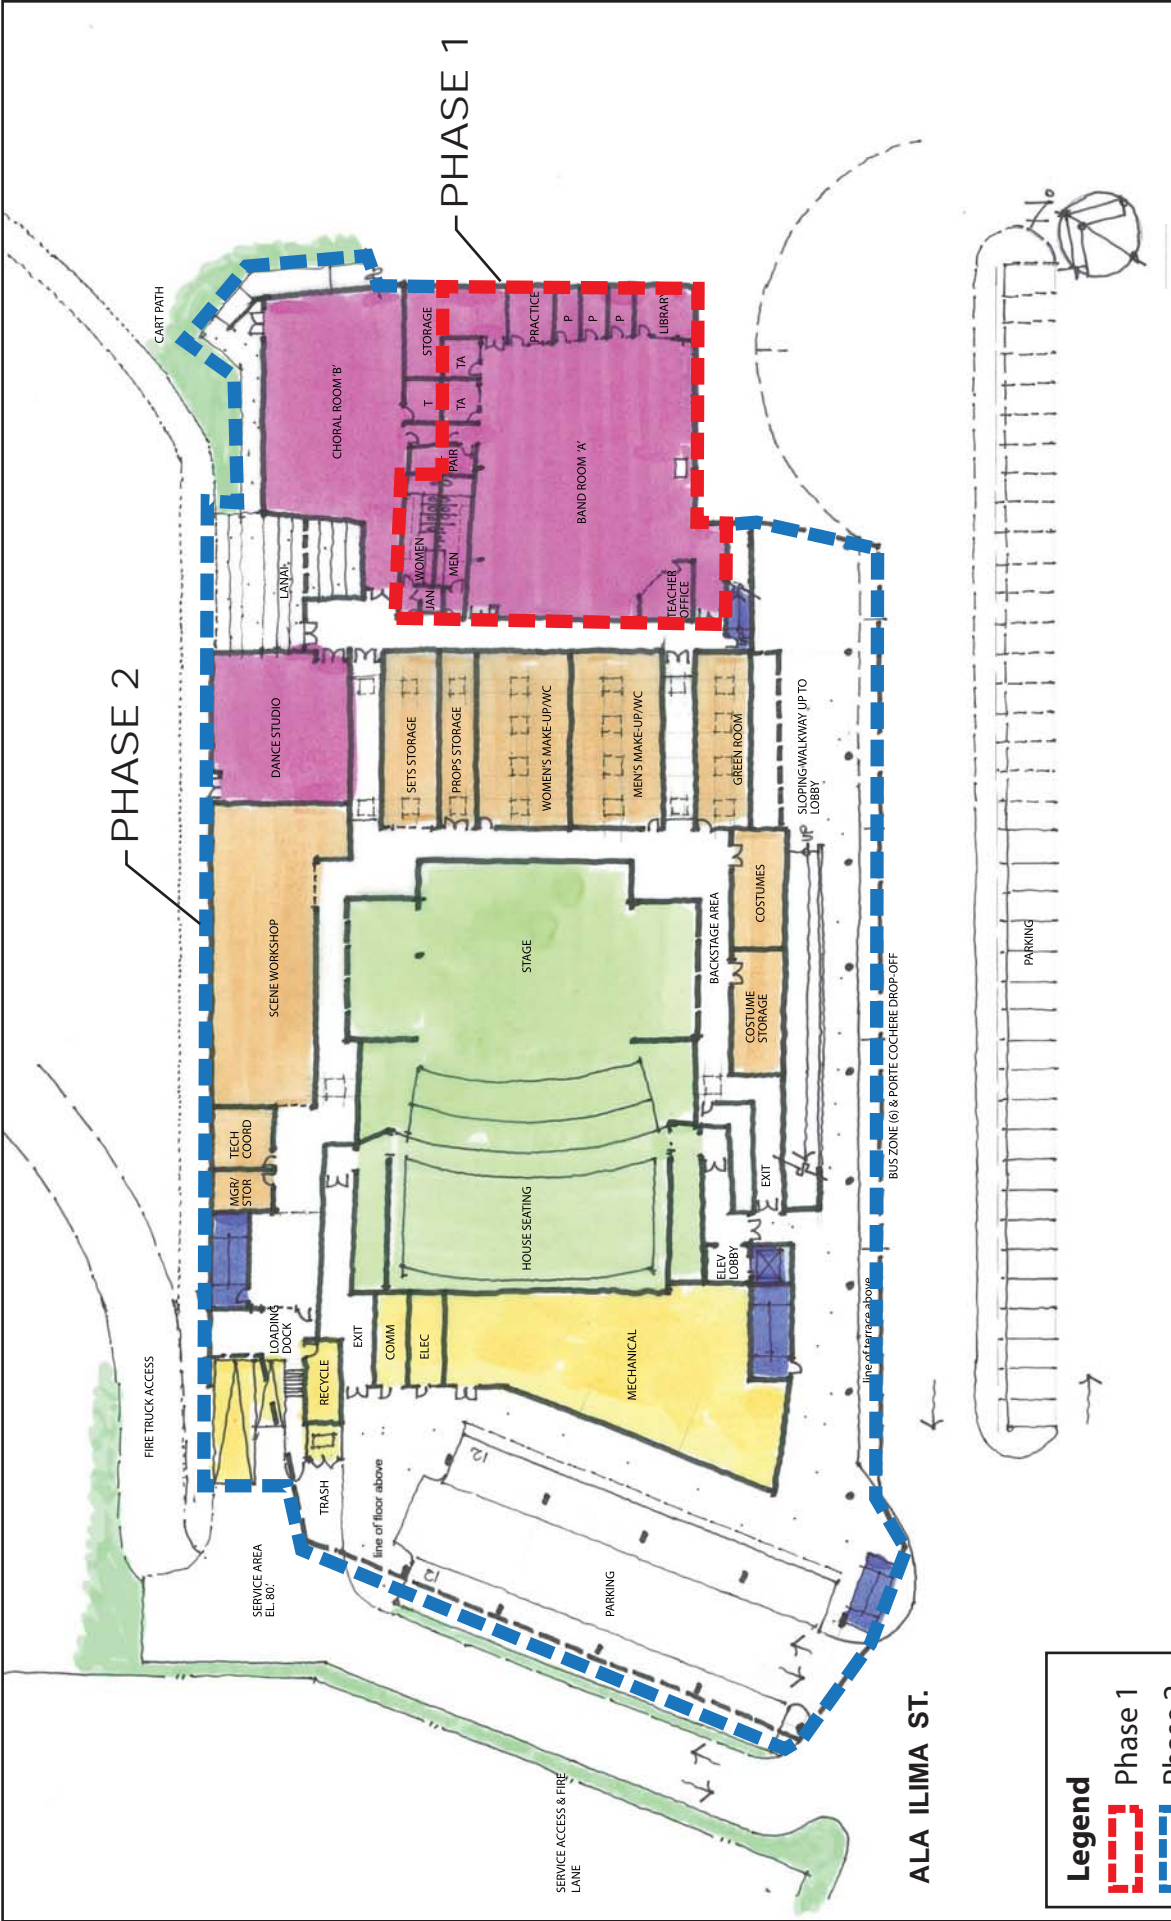 PHASE 1
PHASE 2
CART PATH
CHORAL ROOM 'B'
STORAGE
T
TA
TA
PRACTICE
P
P
P
LIBRARY
PAIR
BAND ROOM 'A'
WOMEN
MEN
JAN
TEACHER
OFFICE
LANAI
DANCE STUDIO
SETS STORAGE
PROPS STORAGE
WOMEN'S MAKE-UP/WC
MEN'S MAKE-UP/WC
GREEN ROOM
SLOPING WALKWAY UP TO
LOBBY
UP
SCENE WORKSHOP
STAGE
BACKSTAGE AREA
COSTUMES
COSTUME
STORAGE
TECH
COORD
MGR/
STOR
HOUSE SEATING
EXIT
ELEV
LOBBY
BUS ZONE (6) & PORTE COCHERE DROP-OFF
line of terrace above
LOADING
DOCK
EXIT
COMM
ELEC
MECHANICAL
RECYCLE
TRASH
FIRE TRUCK ACCESS
SERVICE AREA
EL. 80.'
line of floor above
12
12
PARKING
PARKING
No.
SERVICE ACCESS & FIRE
LANE
ALA ILIMA ST.
Legend
Phase 1